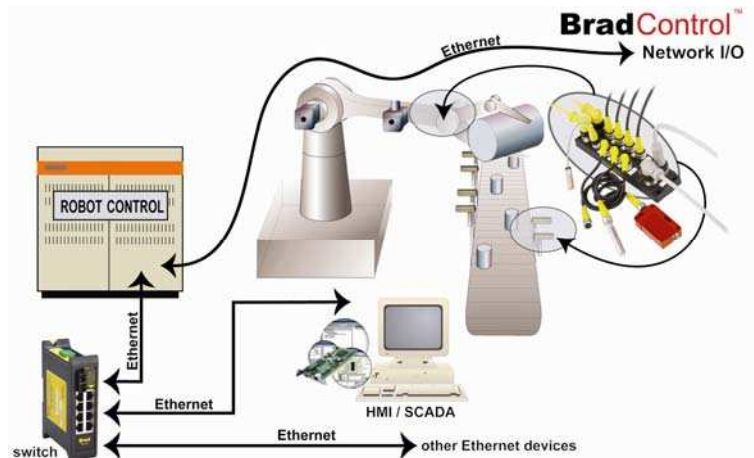 BradControl™
Ethernet
Network I/O
ROBOT CONTROL
Ethernet
Ethernet
HMI / SCADA
switch
Ethernet
other Ethernet devices